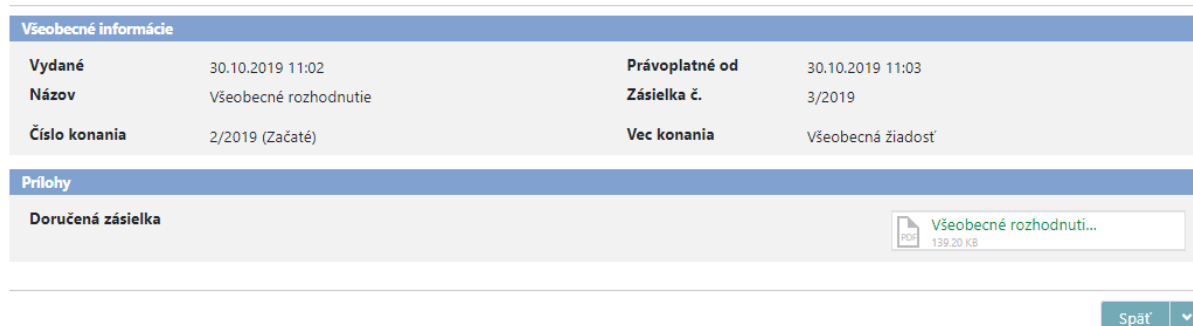 Všeobecné informácie
Vydané 30.10.2019 11:02 Právoplatné od 30.10.2019 11:03
Názov Všeobecné rozhodnutie Zásielka č. 3/2019
Číslo konania 2/2019 (Začaté) Vec konania Všeobecná žiadosť
Prílohy
Doručená zásielka PDF Všeobecné rozhodnuti...
139.20 KB
Späť